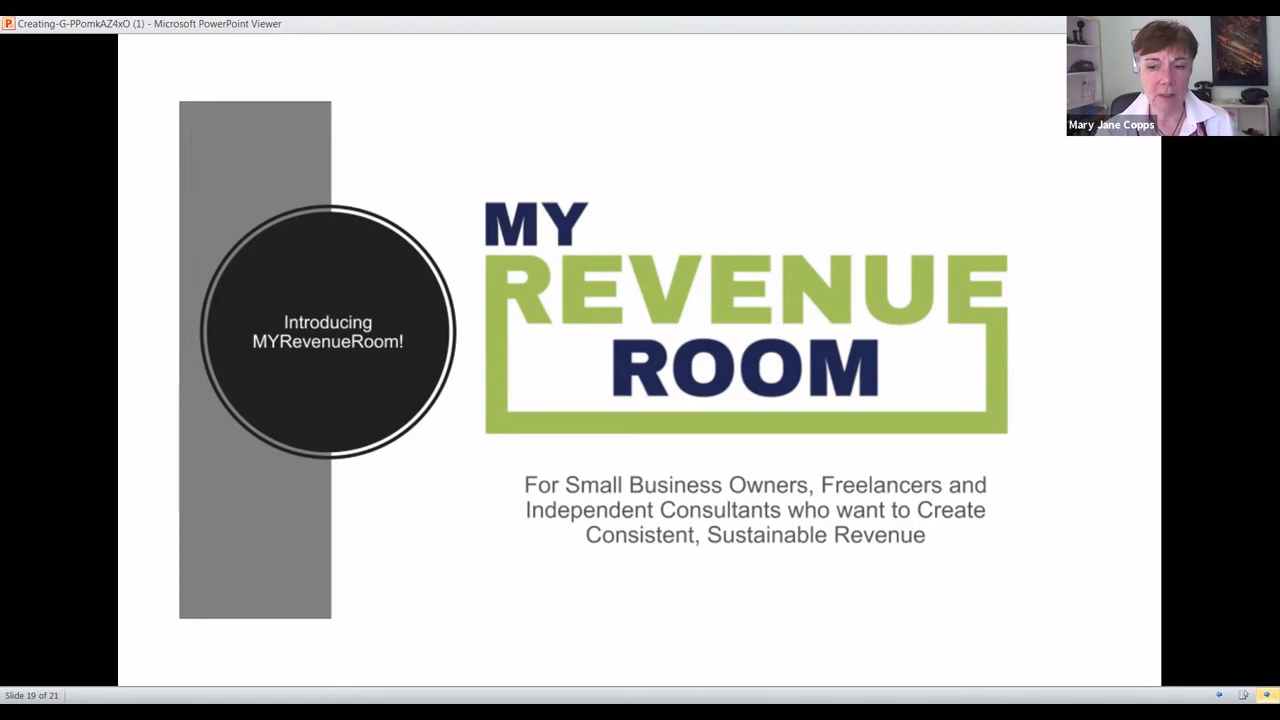 Creating-G-PPomkAZ4xO (1) - Microsoft PowerPoint Viewer
Mary Jane Copps
Introducing
MYRevenueRoom!
MY
REVENUE
ROOM
For Small Business Owners, Freelancers and
Independent Consultants who want to Create
Consistent, Sustainable Revenue
Slide 19 of 21